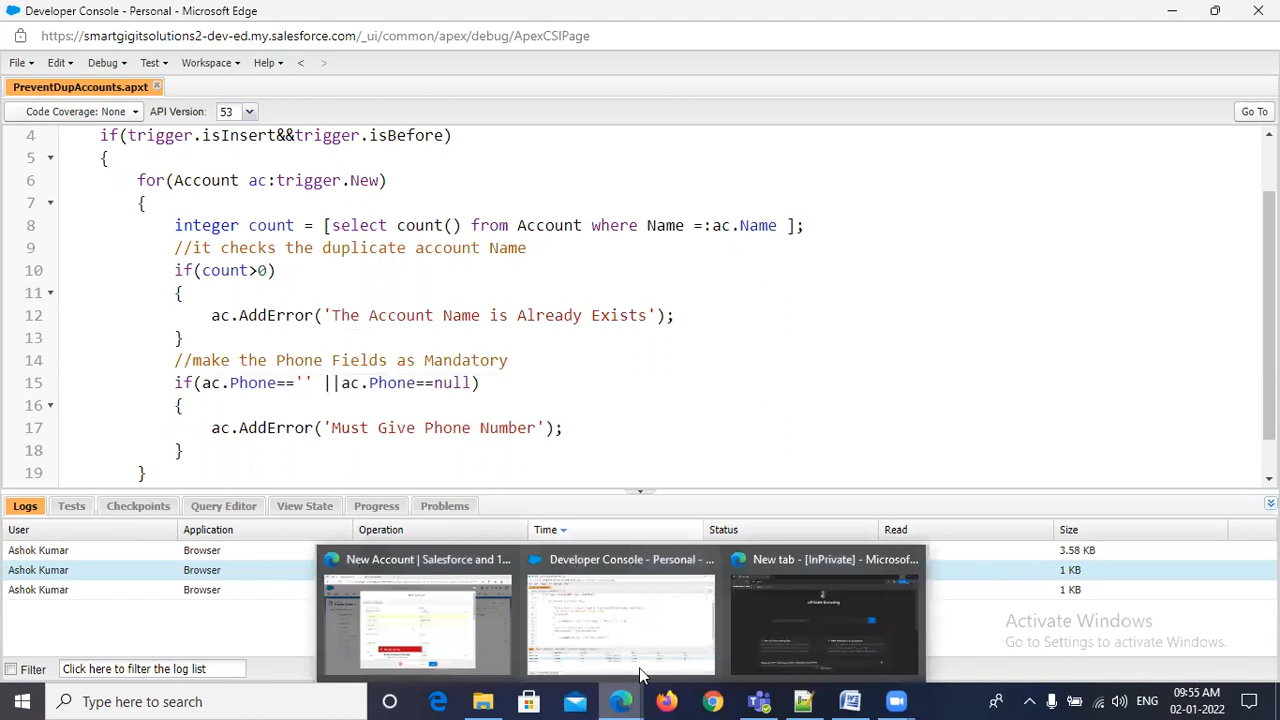 Developer Console - Personal - Microsoft Edge
https://smartgigitsolutions2-dev-ed.my.salesforce.com/_ui/common/apex/debug/ApexCSIPage
File Edit Debug Test Workspace Help < >
PreventDupAccounts.apxt
Code Coverage: None API Version: 53 Go To
4 if(trigger.isInsert&&trigger.isBefore)
5 {
6 for(Account ac:trigger.New)
7 {
8 integer count = [select count() from Account where Name =:ac.Name ];
9 //it checks the duplicate account Name
10 if(count>0)
11 {
12 ac.AddError('The Account Name is Already Exists');
13 }
14 //make the Phone Fields as Mandatory
15 if(ac.Phone=='' ||ac.Phone==null)
16 {
17 ac.AddError('Must Give Phone Number');
18 }
19 }
Logs Tests Checkpoints Query Editor View State Progress Problems
User Application Operation Time Status Read Size
Ashok Kumar Browser 3.58 KB
Ashok Kumar Browser 1 KB
Ashok Kumar Browser 1 KB
New Account | Salesforce and 1... Developer Console - Personal - ... New tab - [InPrivate] - Microsof...
Activate Windows
Go to Settings to activate Windows.
Filter Click here to filter the log list
Type here to search
ENG
09:55 AM
02-01-2022